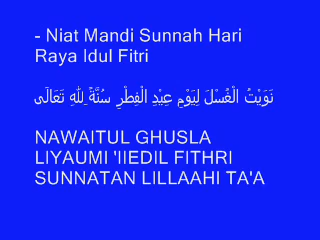 - Niat Mandi Sunnah Hari
Raya Idul Fitri
نَوَيْتُ الْغُسْلَ لِيَوْمِ عِيْدِ الْفِطْرِ سُنَّةً لِلّٰهِ تَعَالَى
NAWAITUL GHUSLA
LIYAUMI 'IIEDIL FITHRI
SUNNATAN LILLAAHI TA'A